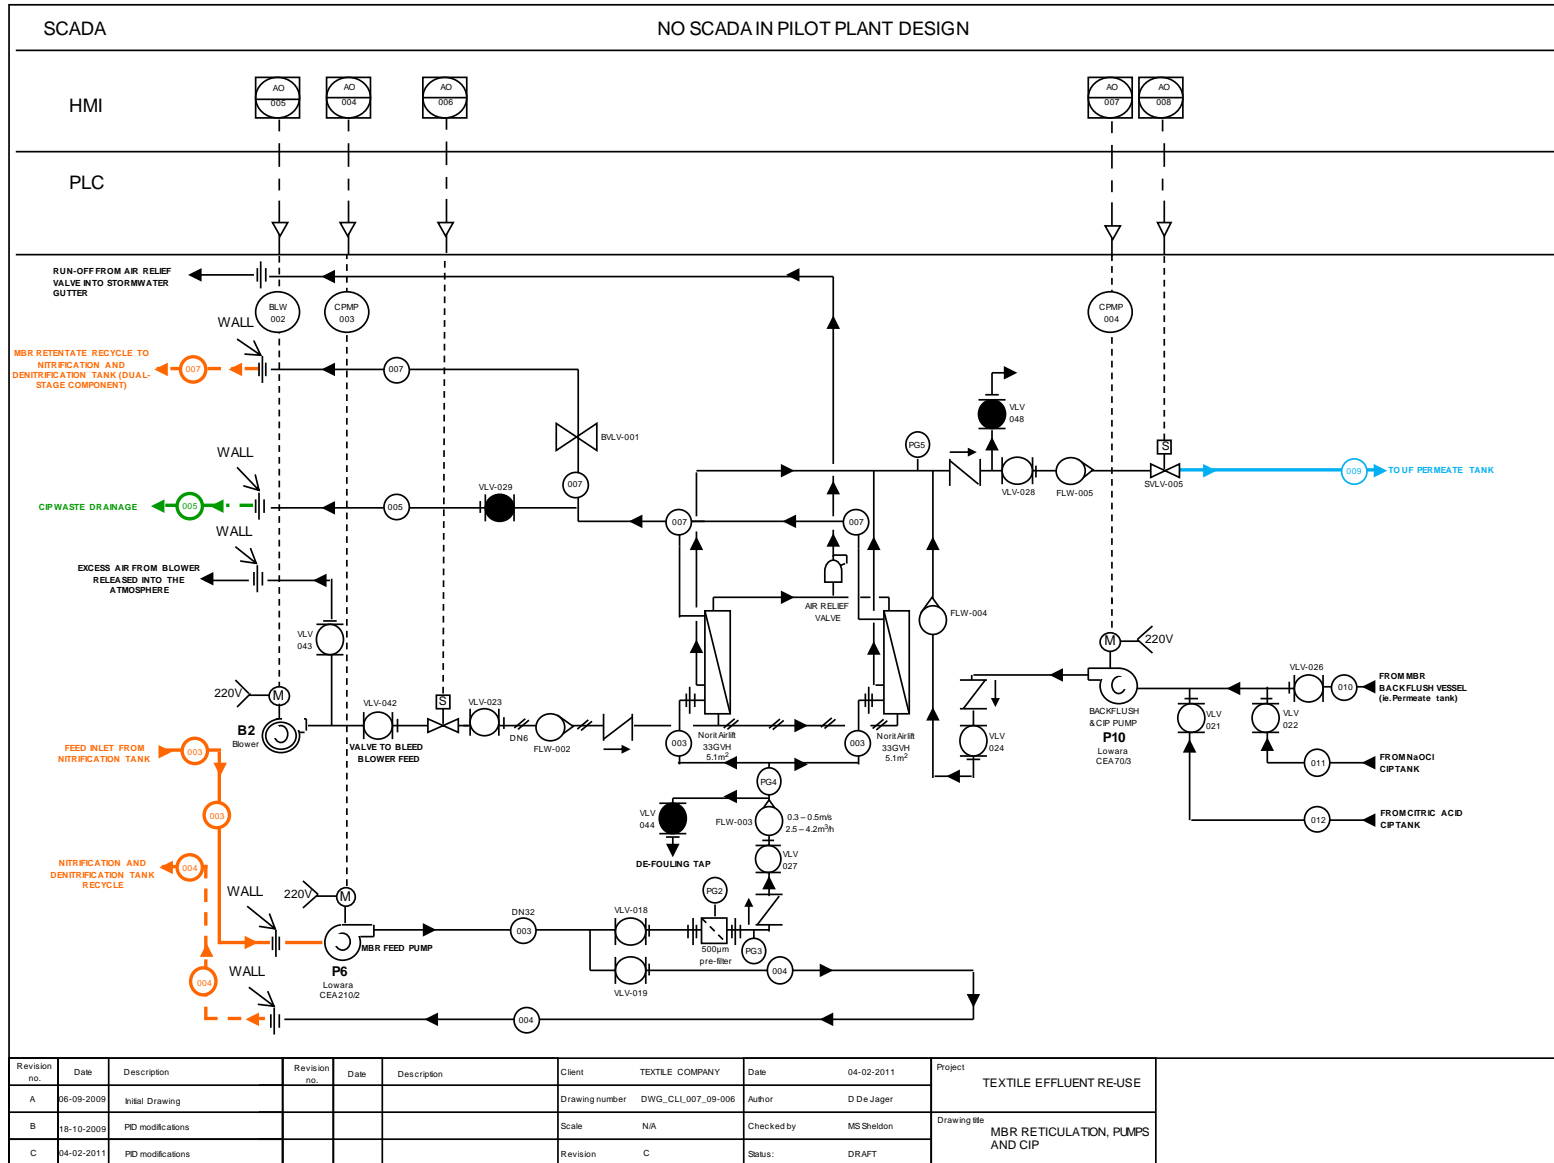 SCADA
NO SCADA IN PILOT PLANT DESIGN
HMI
AO
005
AO
004
AO
006
AO
007
AO
008
PLC
RUN-OFF FROM AIR RELIEF
VALVE INTO STORMWATER
GUTTER
BLW
002
CPMP
003
CPMP
004
WALL
MBR RETENTATE RECYCLE TO
NITRIFICATION AND
DENITRIFICATION TANK (DUAL-
STAGE COMPONENT)
007
007
VLV
048
BVLV-001
PG5
WALL
S
009
TO UF PERMEATE TANK
VLV-029
007
VLV-028
FLW-005
SVLV-005
CIP WASTE DRAINAGE
005
005
007
007
WALL
EXCESS AIR FROM BLOWER
RELEASED INTO THE
ATMOSPHERE
AIR RELIEF
VALVE
FLW-004
VLV
043
M
220V
VLV-026
220V
M
VLV-042
S
VLV-023
010
FROM MBR
BACKFLUSH VESSEL
(ie. Permeate tank)
BACKFLUSH
& CIP PUMP
P10
Lowara
CEA70/3
VLV
021
VLV
022
B2
Blower
VALVE TO BLEED
BLOWER FEED
DN6
FLW-002
003
Norit Airlift
33GVH
5.1m²
003
Norit Airlift
33GVH
5.1m²
VLV
024
FEED INLET FROM
NITRIFICATION TANK
003
011
FROM NaOCl
CIP TANK
PG4
003
VLV
044
FLW-003
0.3 – 0.5m/s
2.5 – 4.2m³/h
012
FROM CITRIC ACID
CIP TANK
VLV
027
DE-FOULING TAP
NITRIFICATION AND
DENITRIFICATION TANK
RECYCLE
004
WALL
220V
M
PG2
DN32
003
VLV-018
MBR FEED PUMP
500µm
pre-filter
PG3
P6
Lowara
CEA210/2
004
WALL
VLV-019
004
004
Revision
no.
Date
Description
Revision
no.
Date
Description
Client
TEXTILE COMPANY
Date
04-02-2011
Project
TEXTILE EFFLUENT RE-USE
A
06-09-2009
Initial Drawing
Drawing number
DWG_CLI_007_09-006
Author
D De Jager
B
18-10-2009
PID modifications
Scale
N/A
Checked by
MS Sheldon
Drawing title
MBR RETICULATION, PUMPS
AND CIP
C
04-02-2011
PID modifications
Revision
C
Status:
DRAFT